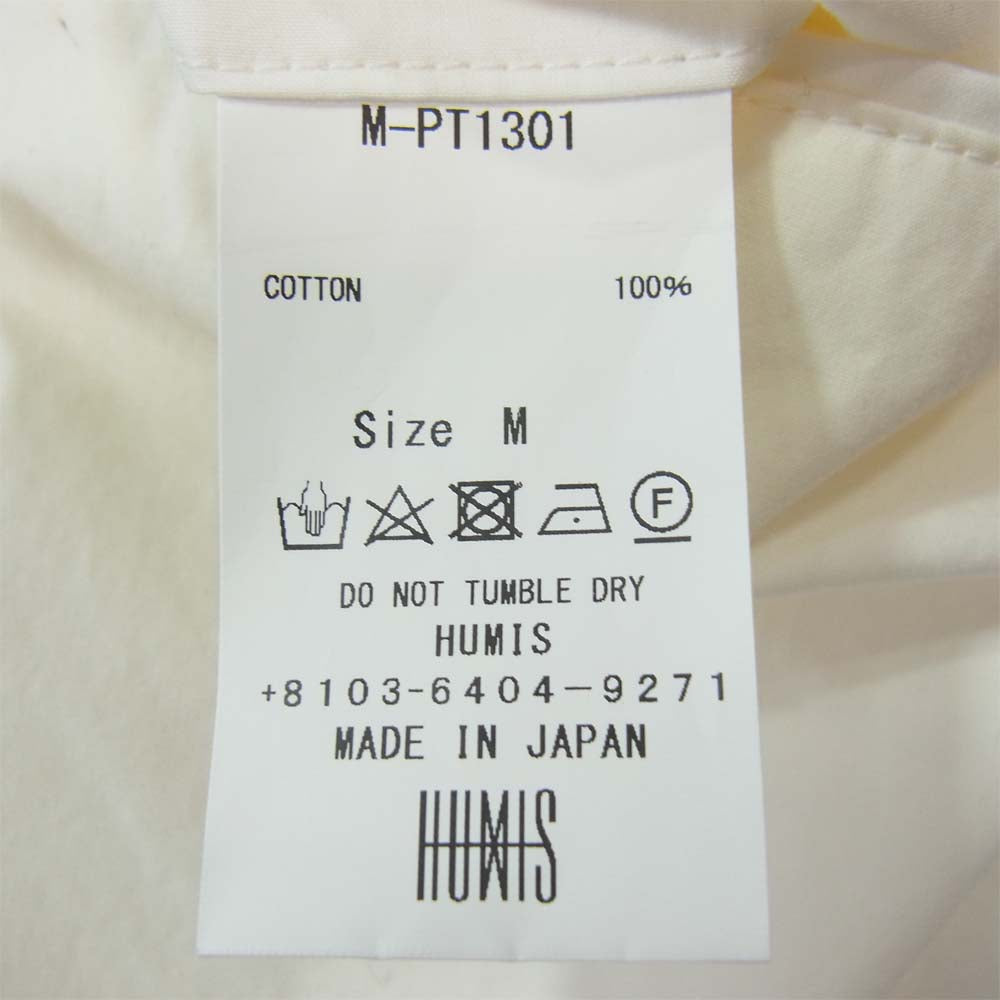 M-PT1301
COTTON 100%
Size M
F
DO NOT TUMBLE DRY
HUMIS
+8103-6404-9271
MADE IN JAPAN
HUMIS